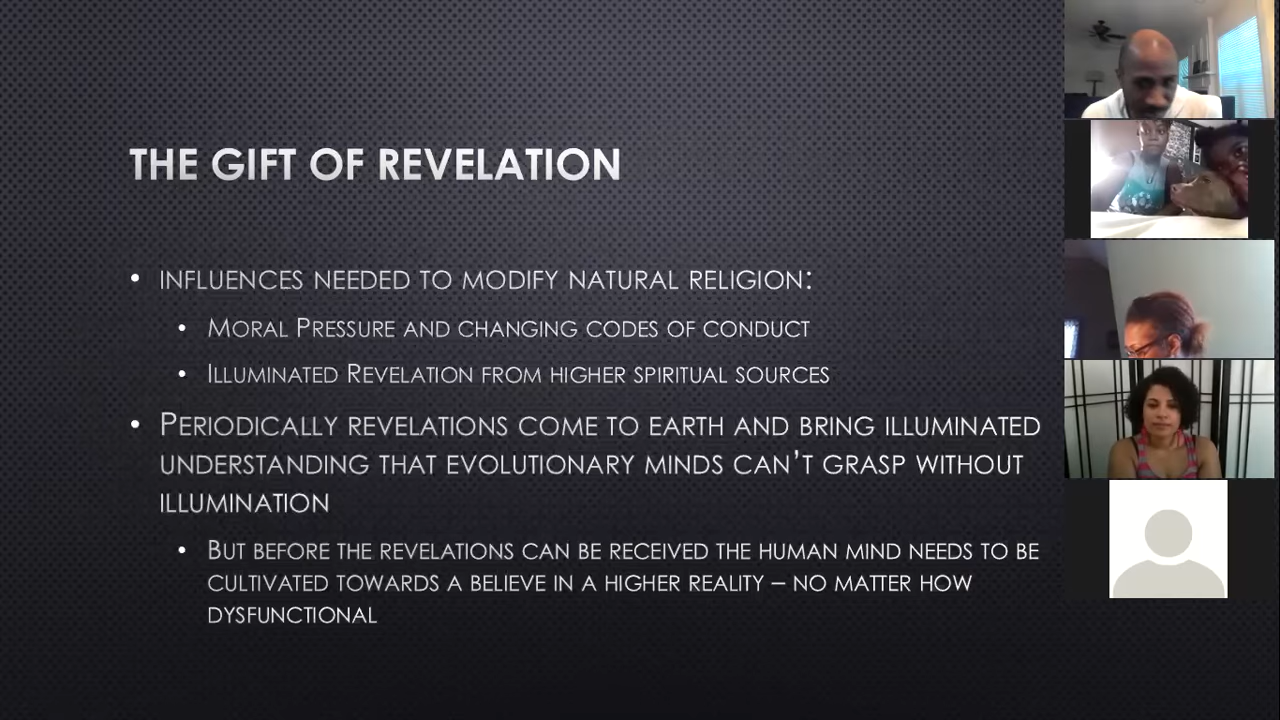 THE GIFT OF REVELATION
• INFLUENCES NEEDED TO MODIFY NATURAL RELIGION:
• MORAL PRESSURE AND CHANGING CODES OF CONDUCT
• ILLUMINATED REVELATION FROM HIGHER SPIRITUAL SOURCES
• PERIODICALLY REVELATIONS COME TO EARTH AND BRING ILLUMINATED
UNDERSTANDING THAT EVOLUTIONARY MINDS CAN'T GRASP WITHOUT
ILLUMINATION
• BUT BEFORE THE REVELATIONS CAN BE RECEIVED THE HUMAN MIND NEEDS TO BE
CULTIVATED TOWARDS A BELIEVE IN A HIGHER REALITY – NO MATTER HOW
DYSFUNCTIONAL